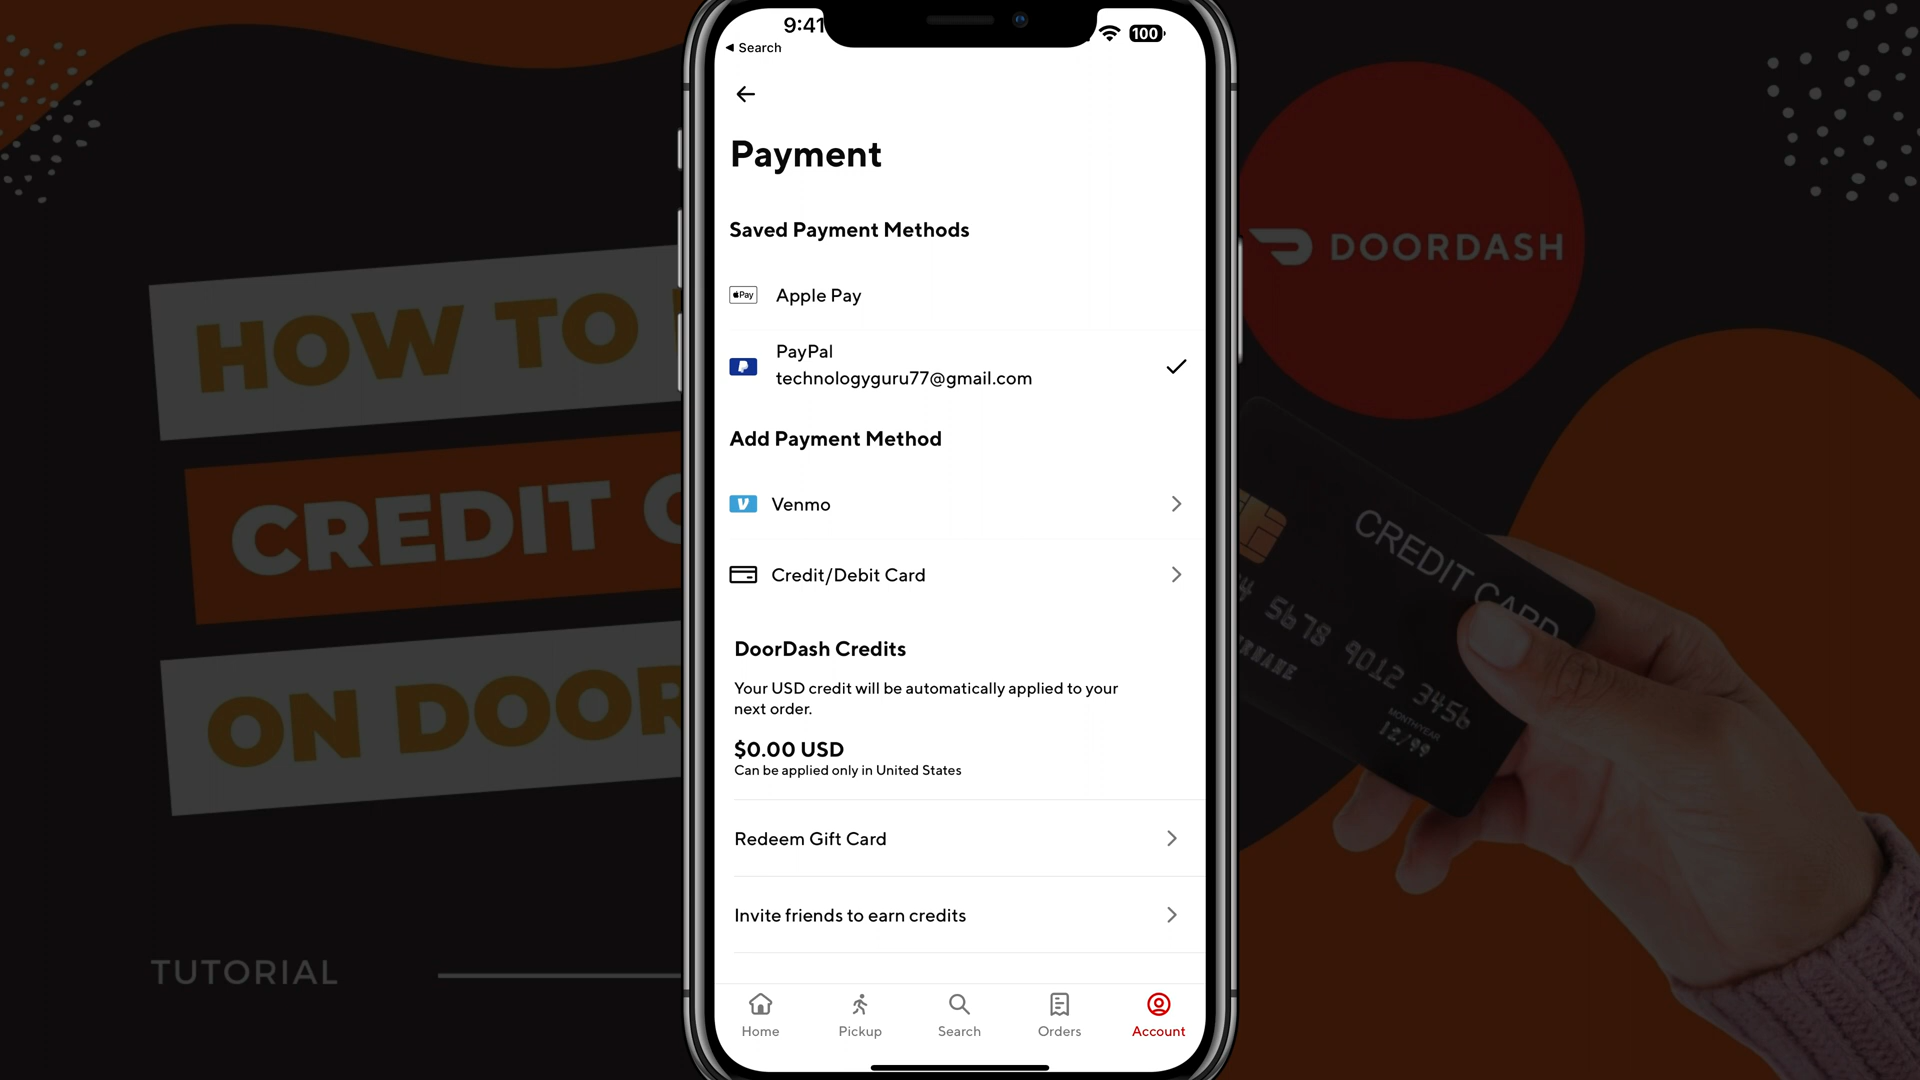 9:41
100
Search
Payment
Saved Payment Methods
Pay
Apple Pay
PayPal
technologyguru77@gmail.com
Add Payment Method
Venmo
Credit/Debit Card
DoorDash Credits
Your USD credit will be automatically applied to your
next order.
$0.00 USD
Can be applied only in United States
Redeem Gift Card
Invite friends to earn credits
Home
Pickup
Search
Orders
Account
HOW TO
CREDIT C
ON DOOR
TUTORIAL
DOORDASH
CREDIT CARD
5678 9012 3456
MONTH/YEAR
12/99